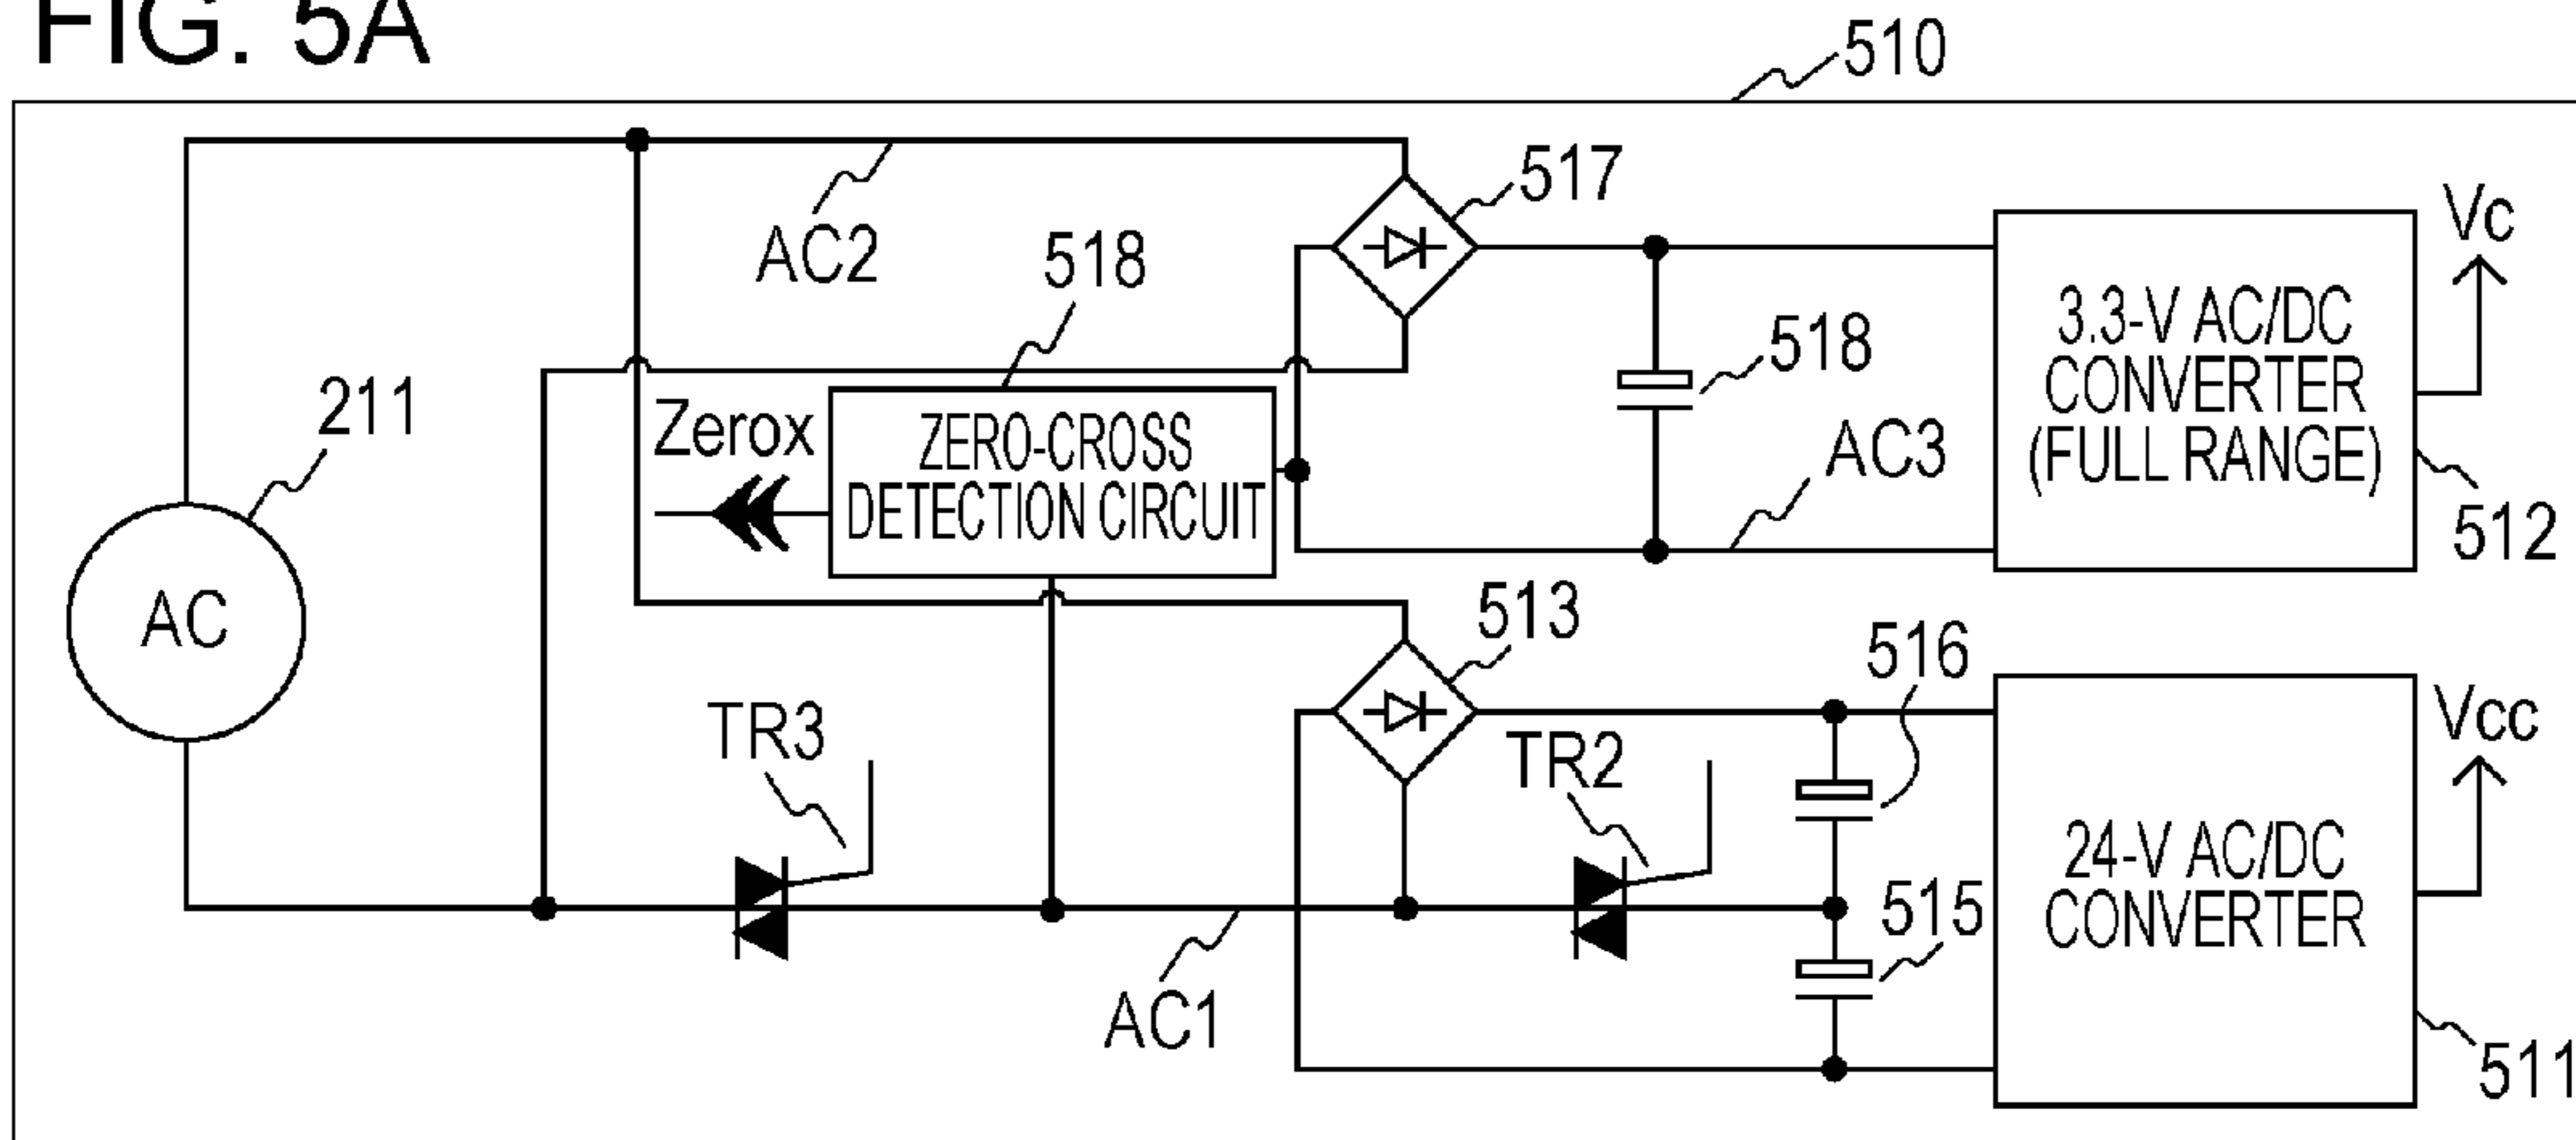 FIG. 5A
510
517
Vc
AC2
518
3.3-V AC/DC
CONVERTER
(FULL RANGE)
518
211
Zerox
ZERO-CROSS
DETECTION CIRCUIT
AC3
512
AC
513
516
TR3
TR2
Vcc
24-V AC/DC
CONVERTER
515
AC1
511